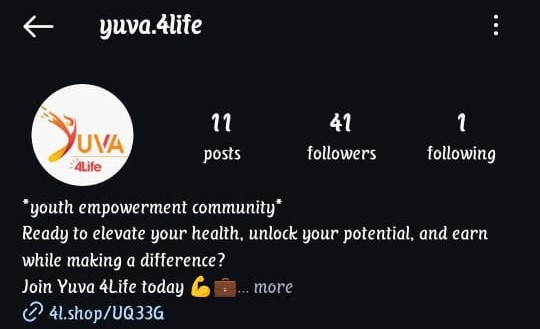 yuva.4life
YUVA
4Life
11 41 1
posts followers following
*youth empowerment community*
Ready to elevate your health, unlock your potential, and earn
while making a difference?
Join Yuva 4Life today 💪💼... more
4l.shop/UQ33G